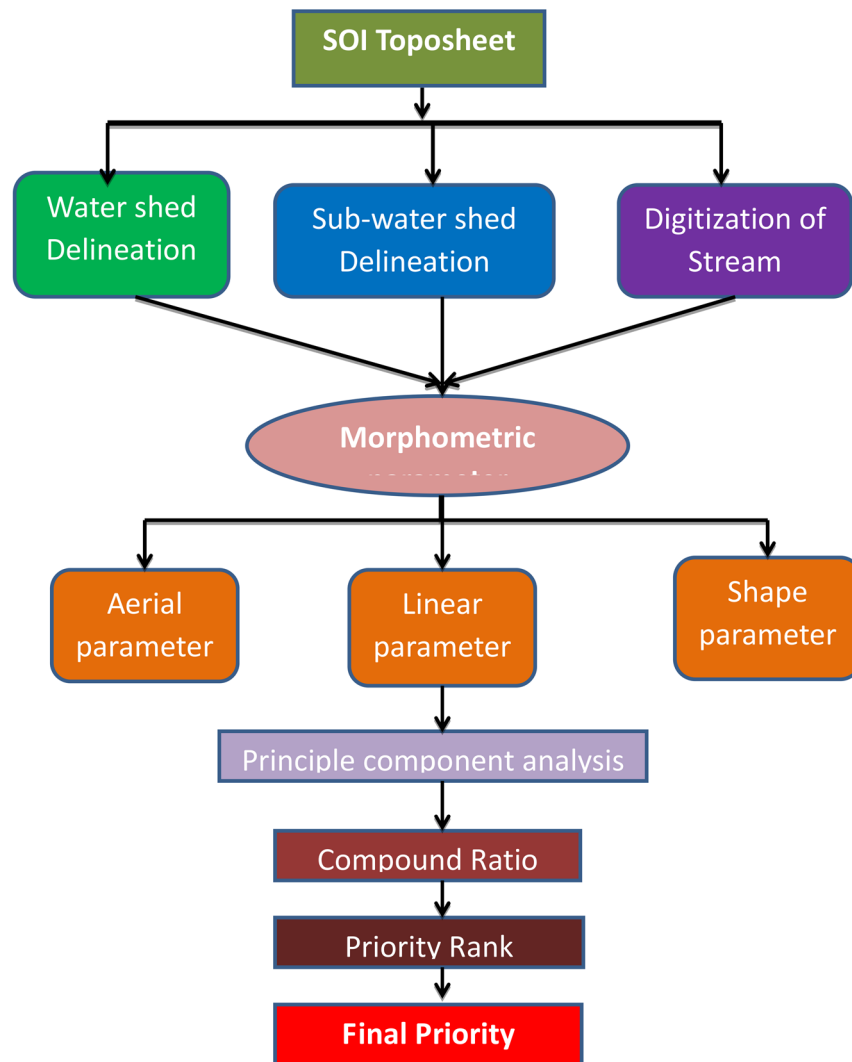 SOI Toposheet
Water shed
Delineation
Sub-water shed
Delineation
Digitization of
Stream
Morphometric
parameter
Aerial
parameter
Linear
parameter
Shape
parameter
Principle component analysis
Compound Ratio
Priority Rank
Final Priority